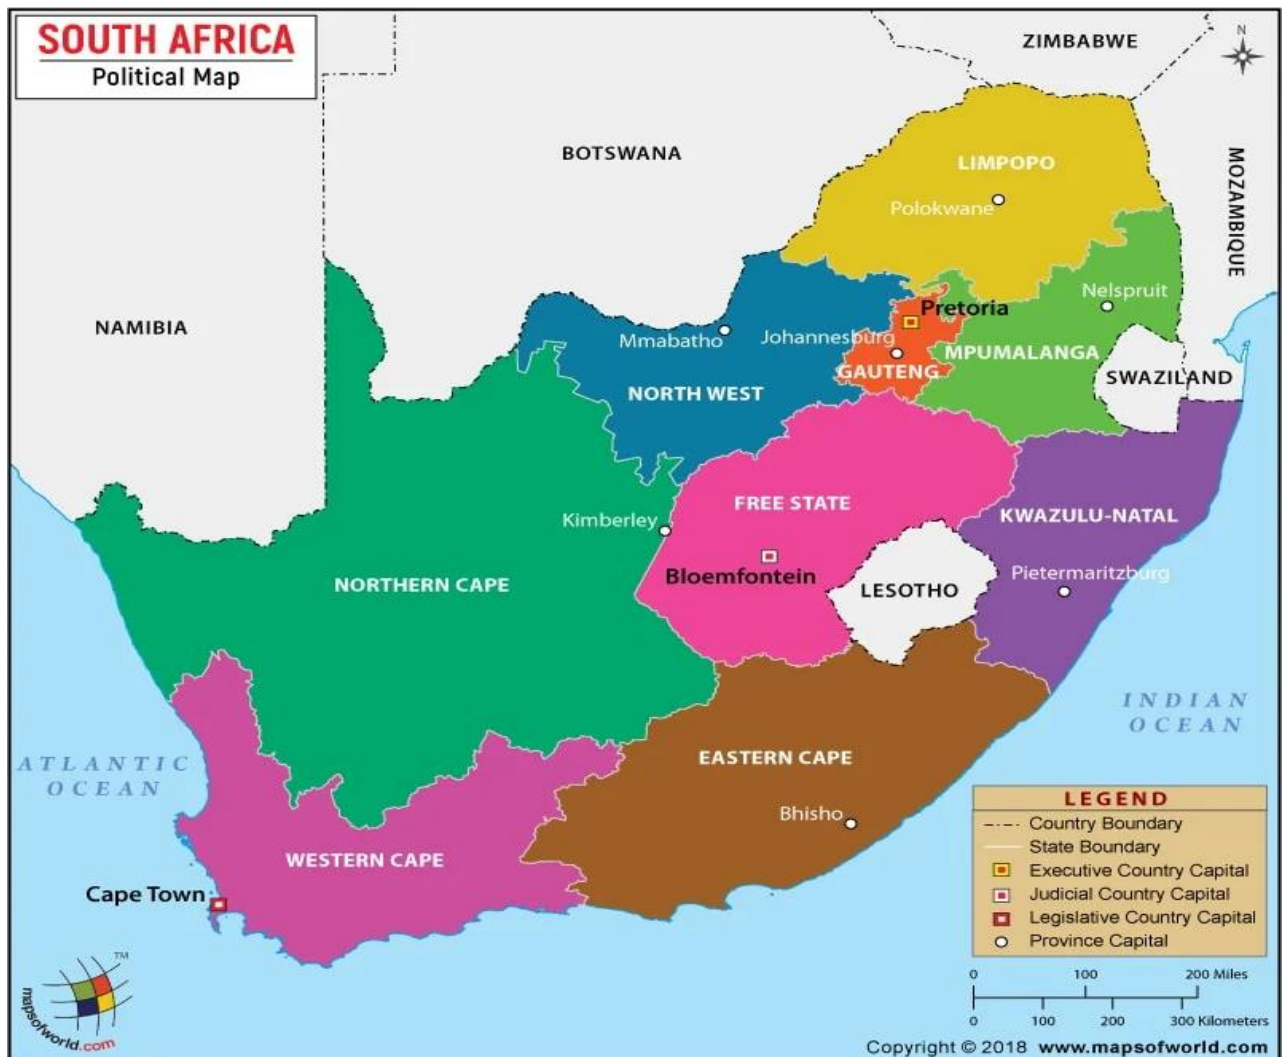 SOUTH AFRICA
Political Map
ZIMBABWE
N
BOTSWANA
MOZAMBIQUE
LIMPOPO
Polokwane
NAMIBIA
Nelspruit
Pretoria
Mmabatho
Johannesburg
MPUMALANGA
GAUTENG
SWAZILAND
NORTH WEST
FREE STATE
KWAZULU-NATAL
Kimberley
Bloemfontein
Pietermaritzburg
LESOTHO
NORTHERN CAPE
INDIAN
OCEAN
ATLANTIC
OCEAN
EASTERN CAPE
Bhisho
WESTERN CAPE
Cape Town
LEGEND
Country Boundary
State Boundary
Executive Country Capital
Judicial Country Capital
Legislative Country Capital
Province Capital
0 100 200 Miles
0 100 200 300 Kilometers
TM
mapsofworld.com
Copyright © 2018 www.mapsofworld.com